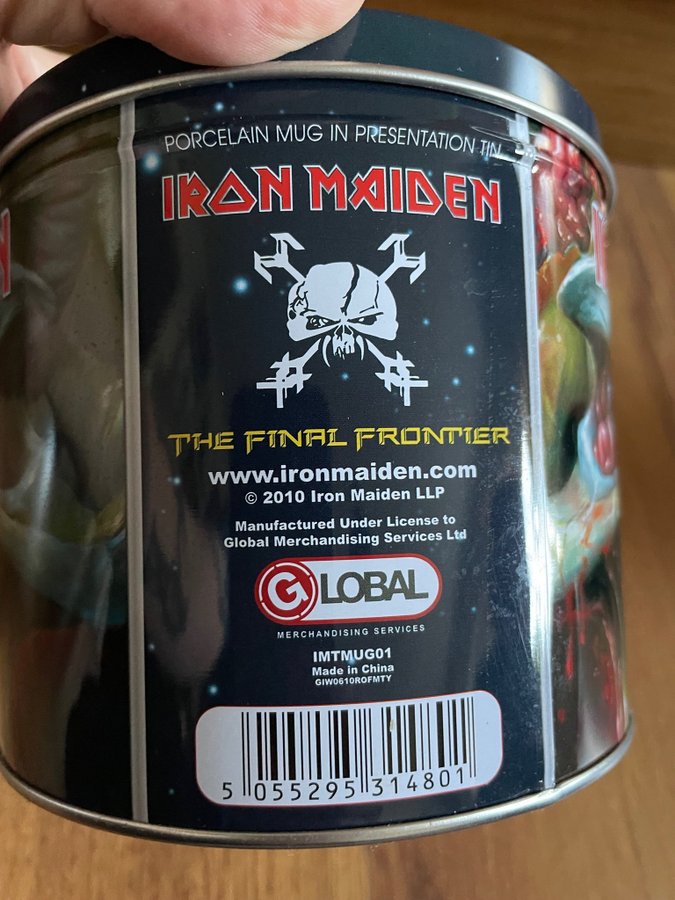 PORCELAIN MUG IN PRESENTATION TIN
IRON MAIDEN
THE FINAL FRONTIER
www.ironmaiden.com
© 2010 Iron Maiden LLP
Manufactured Under License to
Global Merchandising Services Ltd
GLOBAL
MERCHANDISING SERVICES
IMTMUG01
Made in China
GIW0610ROFMTY
5 055295 314801